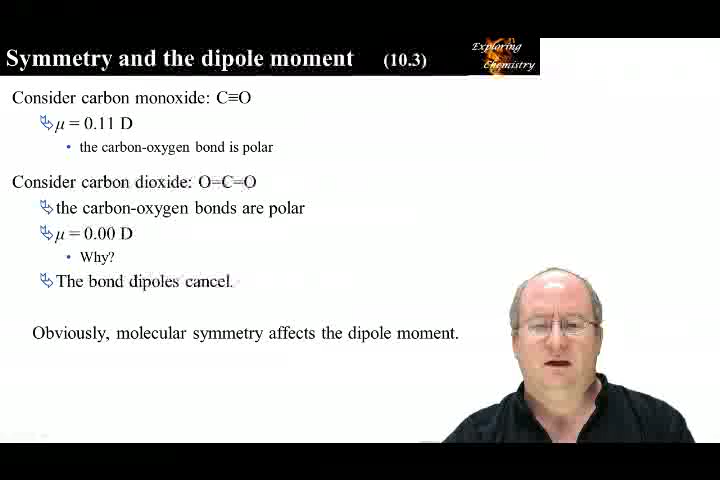 Symmetry and the dipole moment (10.3)
Exploring
Chemistry
Consider carbon monoxide: C≡O
μ = 0.11 D
• the carbon-oxygen bond is polar
Consider carbon dioxide: O=C=O
the carbon-oxygen bonds are polar
μ = 0.00 D
• Why?
The bond dipoles cancel.
Obviously, molecular symmetry affects the dipole moment.